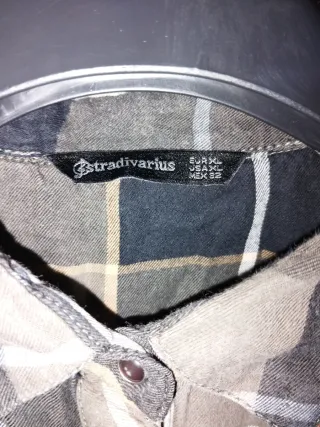 stradivarius
EUR XL
USA XL
MEX 32